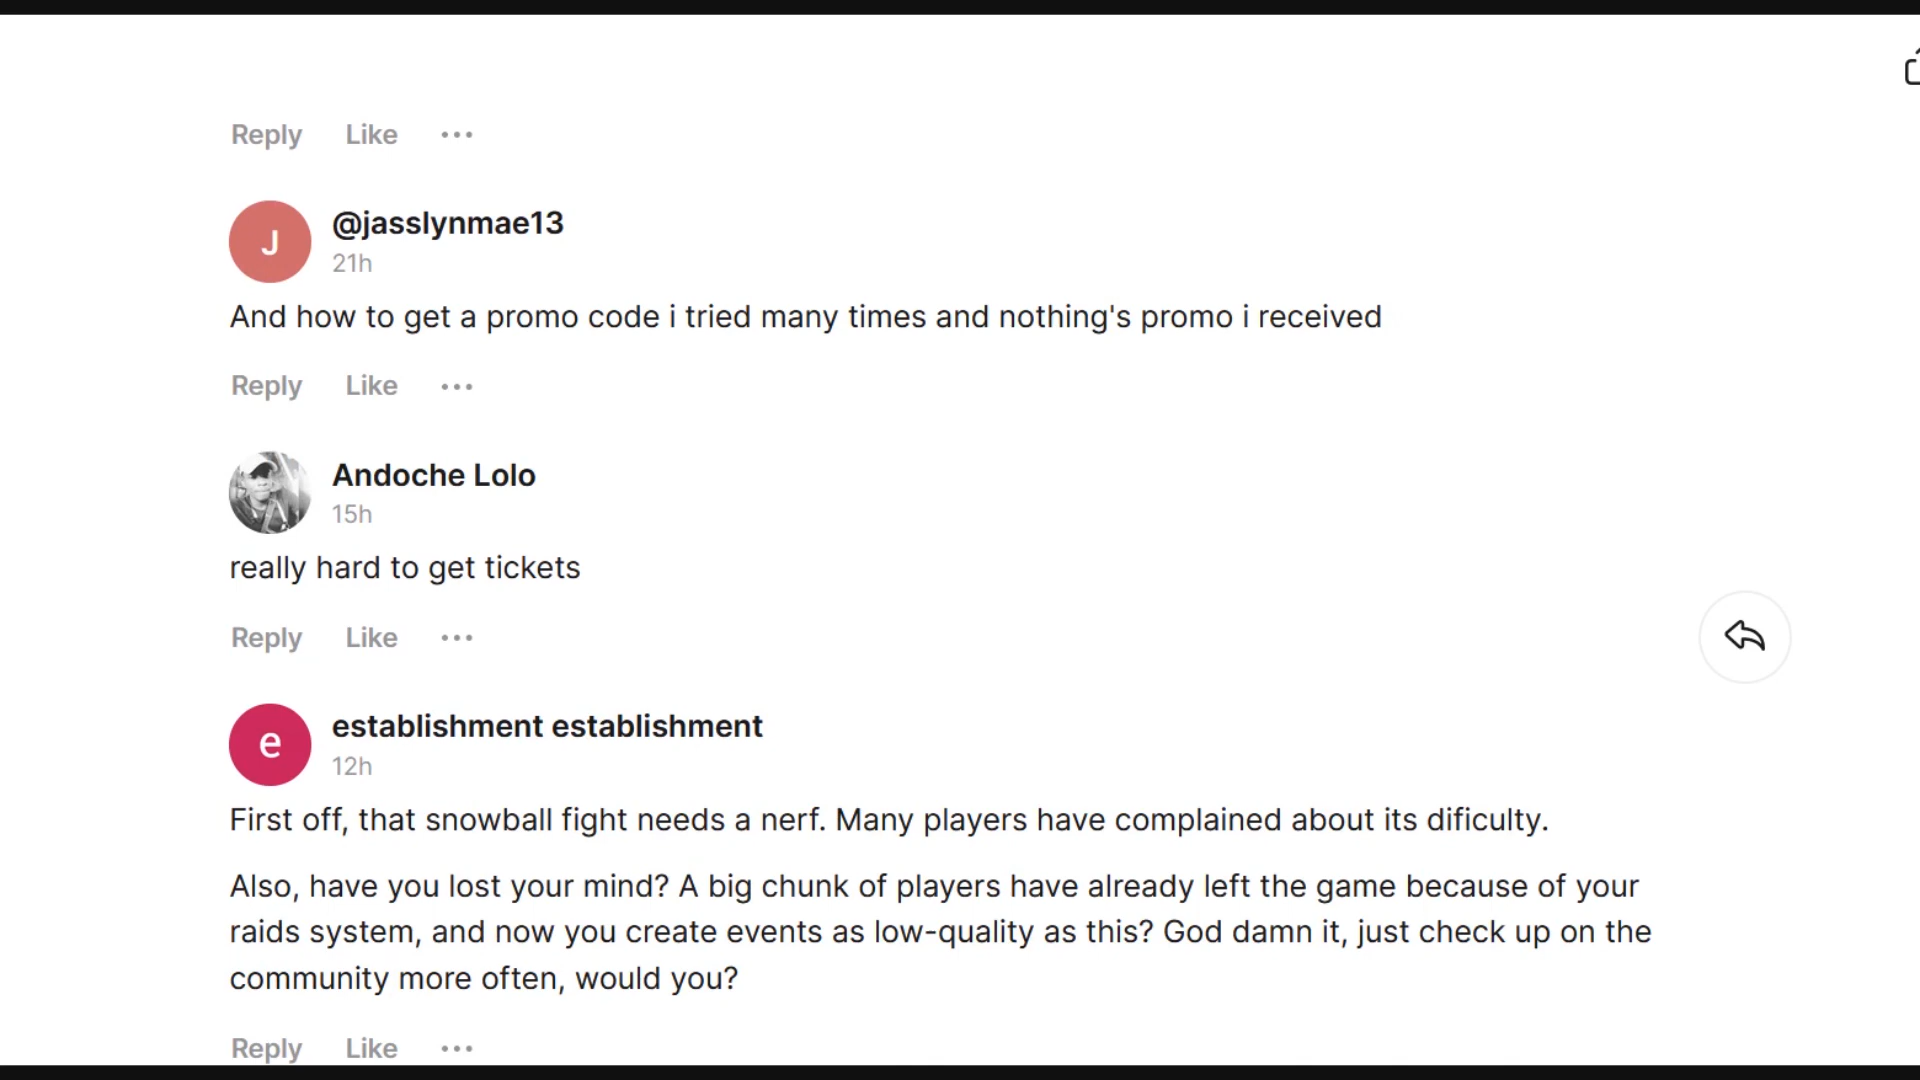 Reply Like
J
@jasslynmae13
21h
And how to get a promo code i tried many times and nothing's promo i received
Reply Like
Andoche Lolo
15h
really hard to get tickets
Reply Like
e
establishment establishment
12h
First off, that snowball fight needs a nerf. Many players have complained about its dificulty.
Also, have you lost your mind? A big chunk of players have already left the game because of your
raids system, and now you create events as low-quality as this? God damn it, just check up on the
community more often, would you?
Reply Like